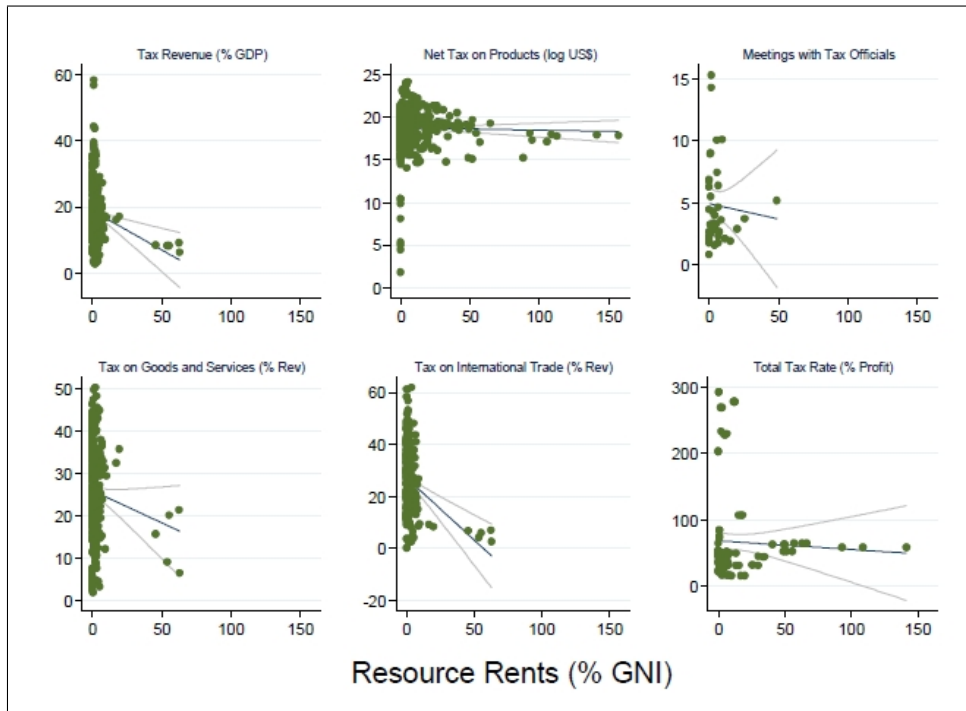 Tax Revenue (% GDP)
60
40
20
0
0 50 100 150
Net Tax on Products (log US$)
25
20
15
10
5
0
0 50 100 150
Meetings with Tax Officials
15
10
5
0
0 50 100 150
Tax on Goods and Services (% Rev)
50
40
30
20
10
0
0 50 100 150
Tax on International Trade (% Rev)
60
40
20
0
-20
0 50 100 150
Total Tax Rate (% Profit)
300
200
100
0
0 50 100 150
Resource Rents (% GNI)